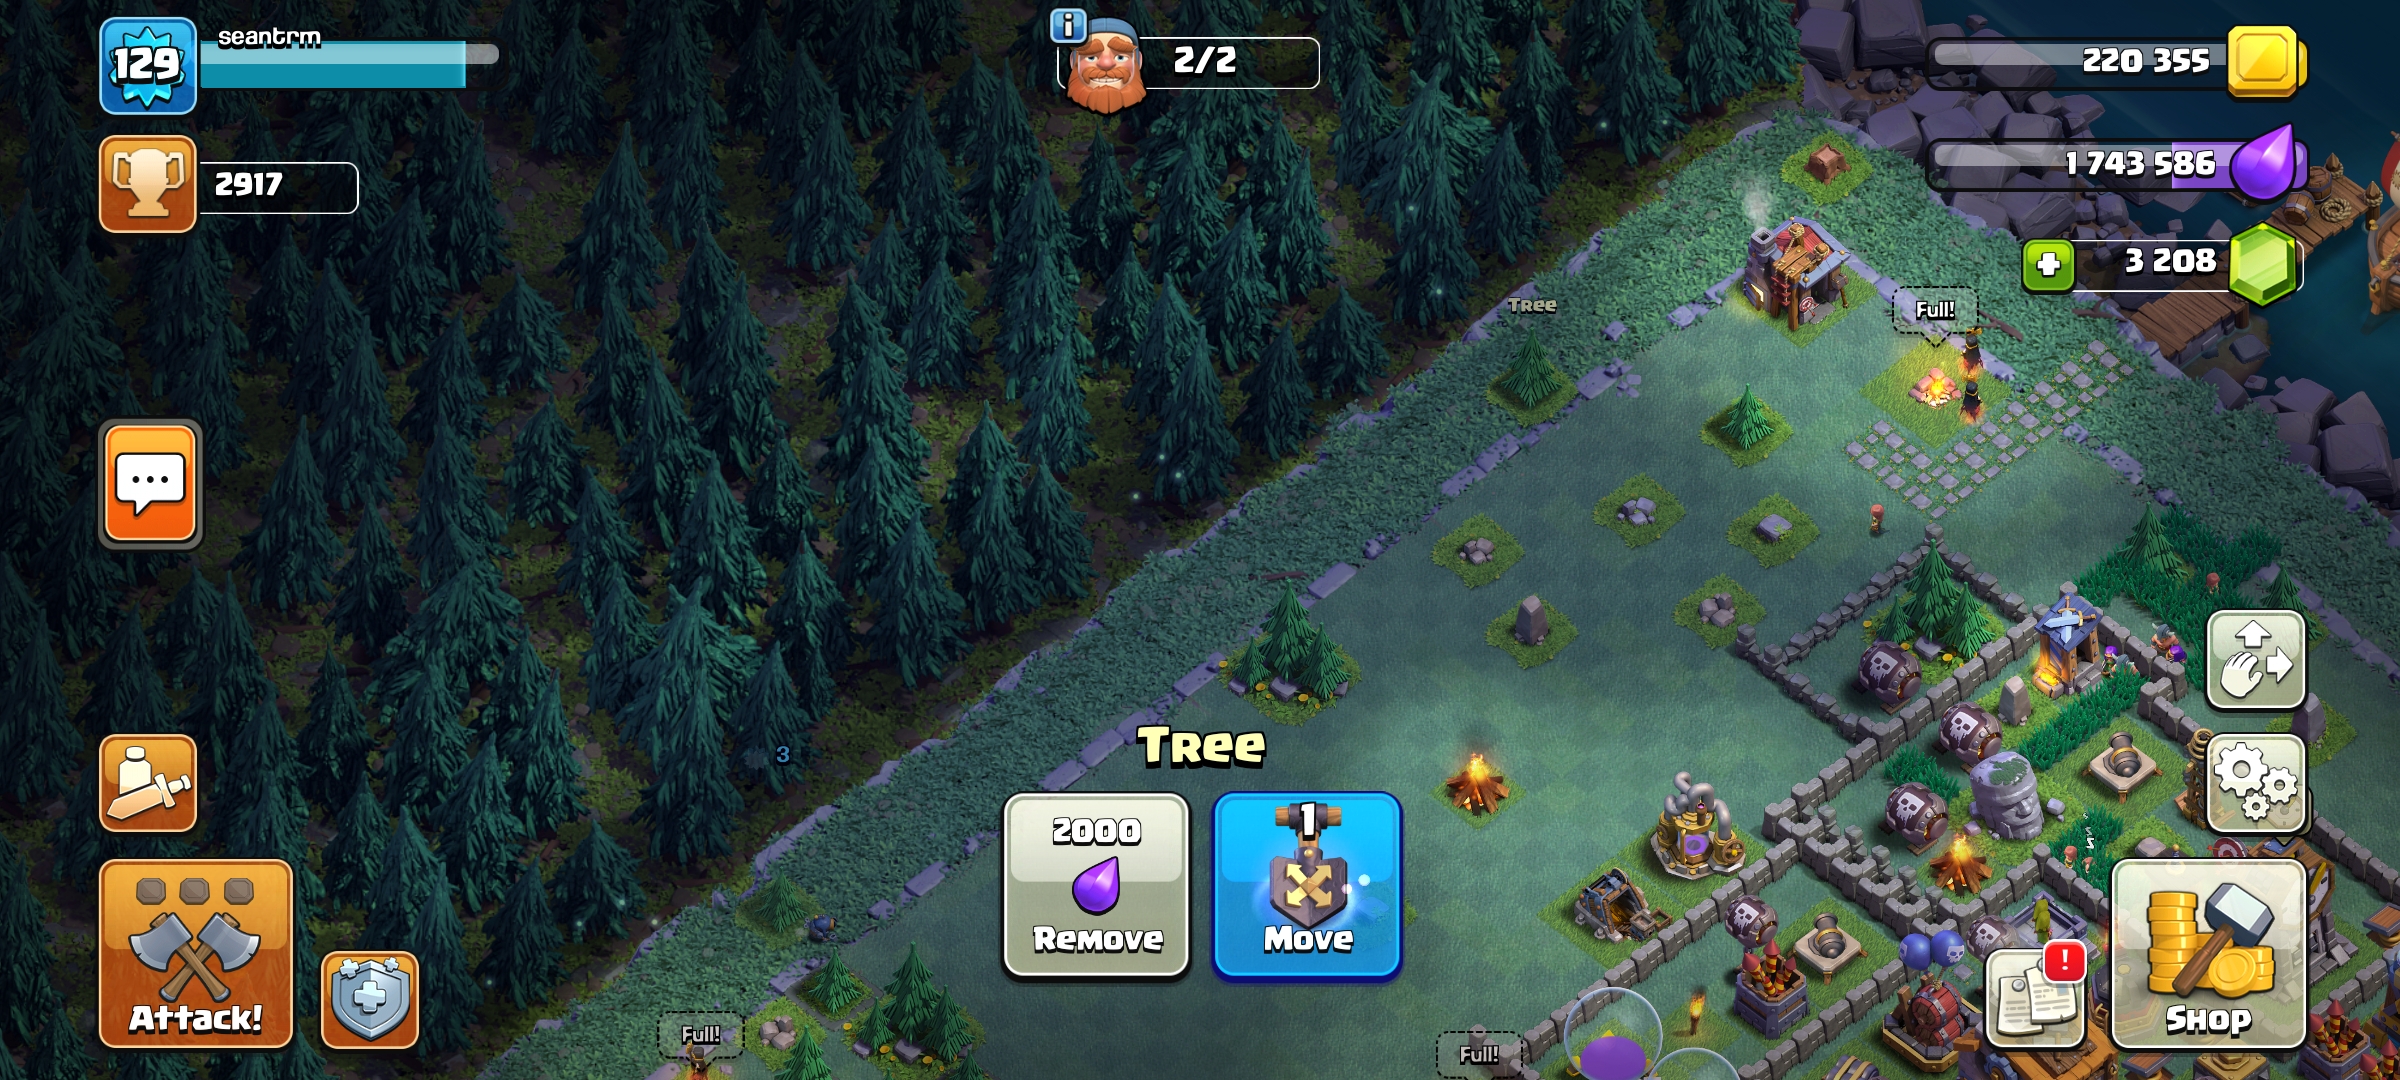 129
seantrm
i
2/2
220 355
2917
1 743 586
3 208
Tree
Full!
Tree
3
2000
Remove
1
Move
Attack!
Full!
Full!
!
Shop